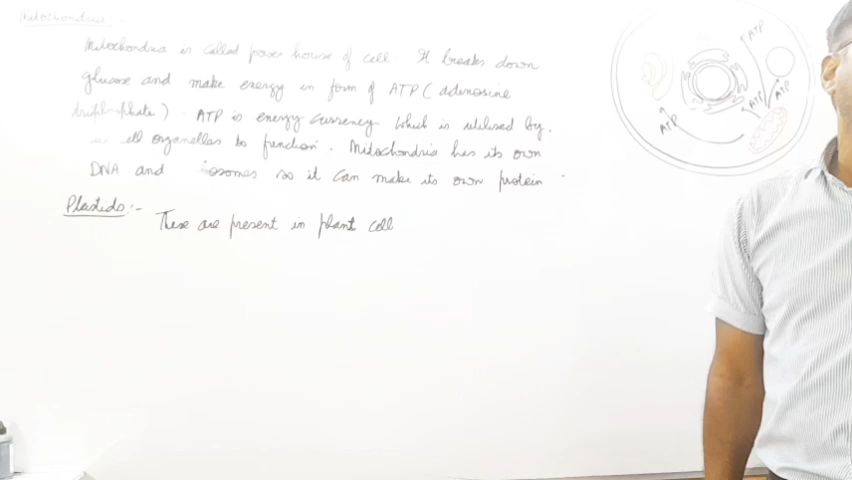 Mitochondria
Mitochondria is called power house of cell. It breaks down
glucose and make energy in form of ATP (adenosine
triphosphate). ATP is energy currency which is utilised by
all organelles to function. Mitochondria has its own
DNA and so it can make its own protein.
Plastids:-
These are present in plant cell
ATP
ATP
ATP
ATP